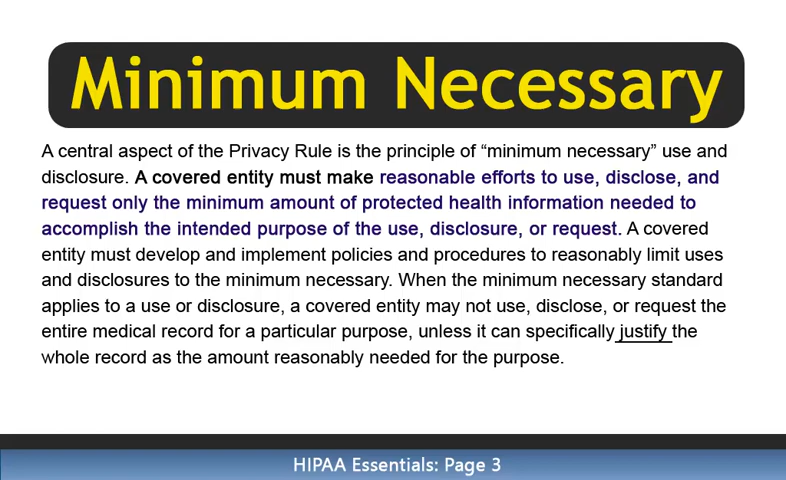 Minimum Necessary
A central aspect of the Privacy Rule is the principle of “minimum necessary” use and
disclosure. A covered entity must make reasonable efforts to use, disclose, and
request only the minimum amount of protected health information needed to
accomplish the intended purpose of the use, disclosure, or request. A covered
entity must develop and implement policies and procedures to reasonably limit uses
and disclosures to the minimum necessary. When the minimum necessary standard
applies to a use or disclosure, a covered entity may not use, disclose, or request the
entire medical record for a particular purpose, unless it can specifically justify the
whole record as the amount reasonably needed for the purpose.
HIPAA Essentials: Page 3